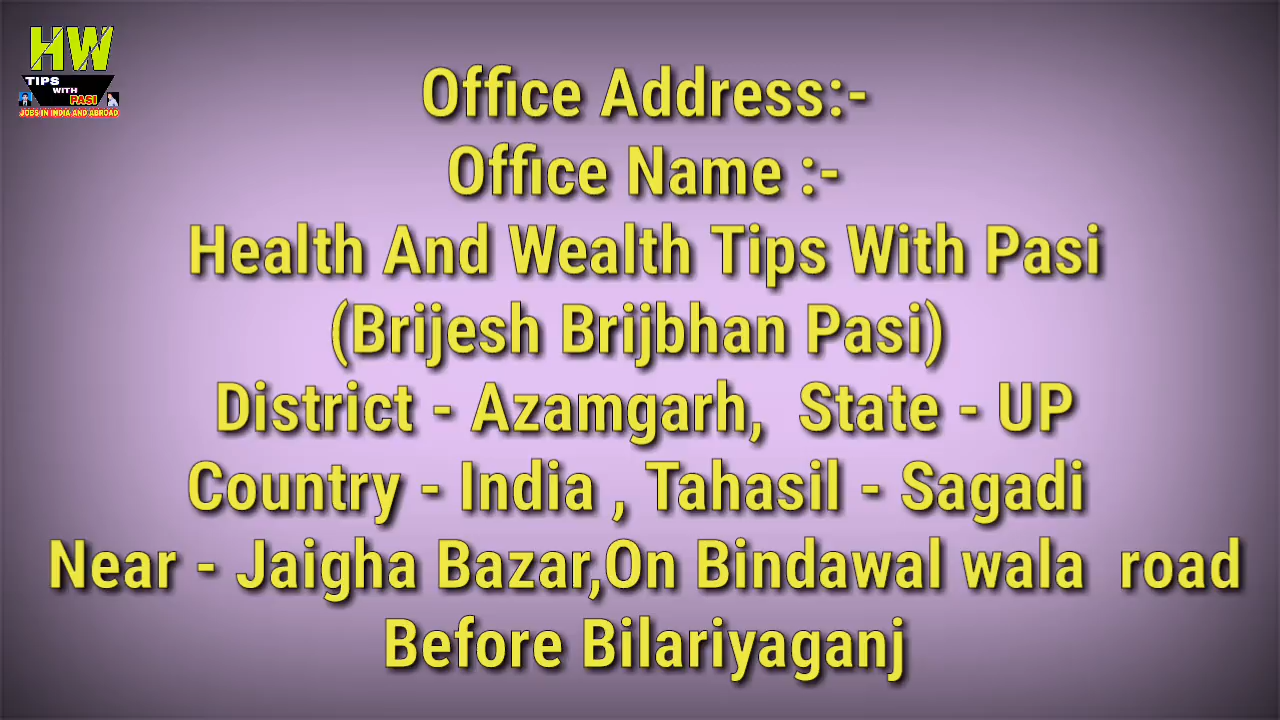 HW
TIPS
WITH
PASI
JOBS IN INDIA AND ABROAD
Office Address:-
Office Name :-
Health And Wealth Tips With Pasi
(Brijesh Brijbhan Pasi)
District - Azamgarh, State - UP
Country - India , Tahasil - Sagadi
Near - Jaigha Bazar,On Bindawal wala road
Before Bilariyaganj